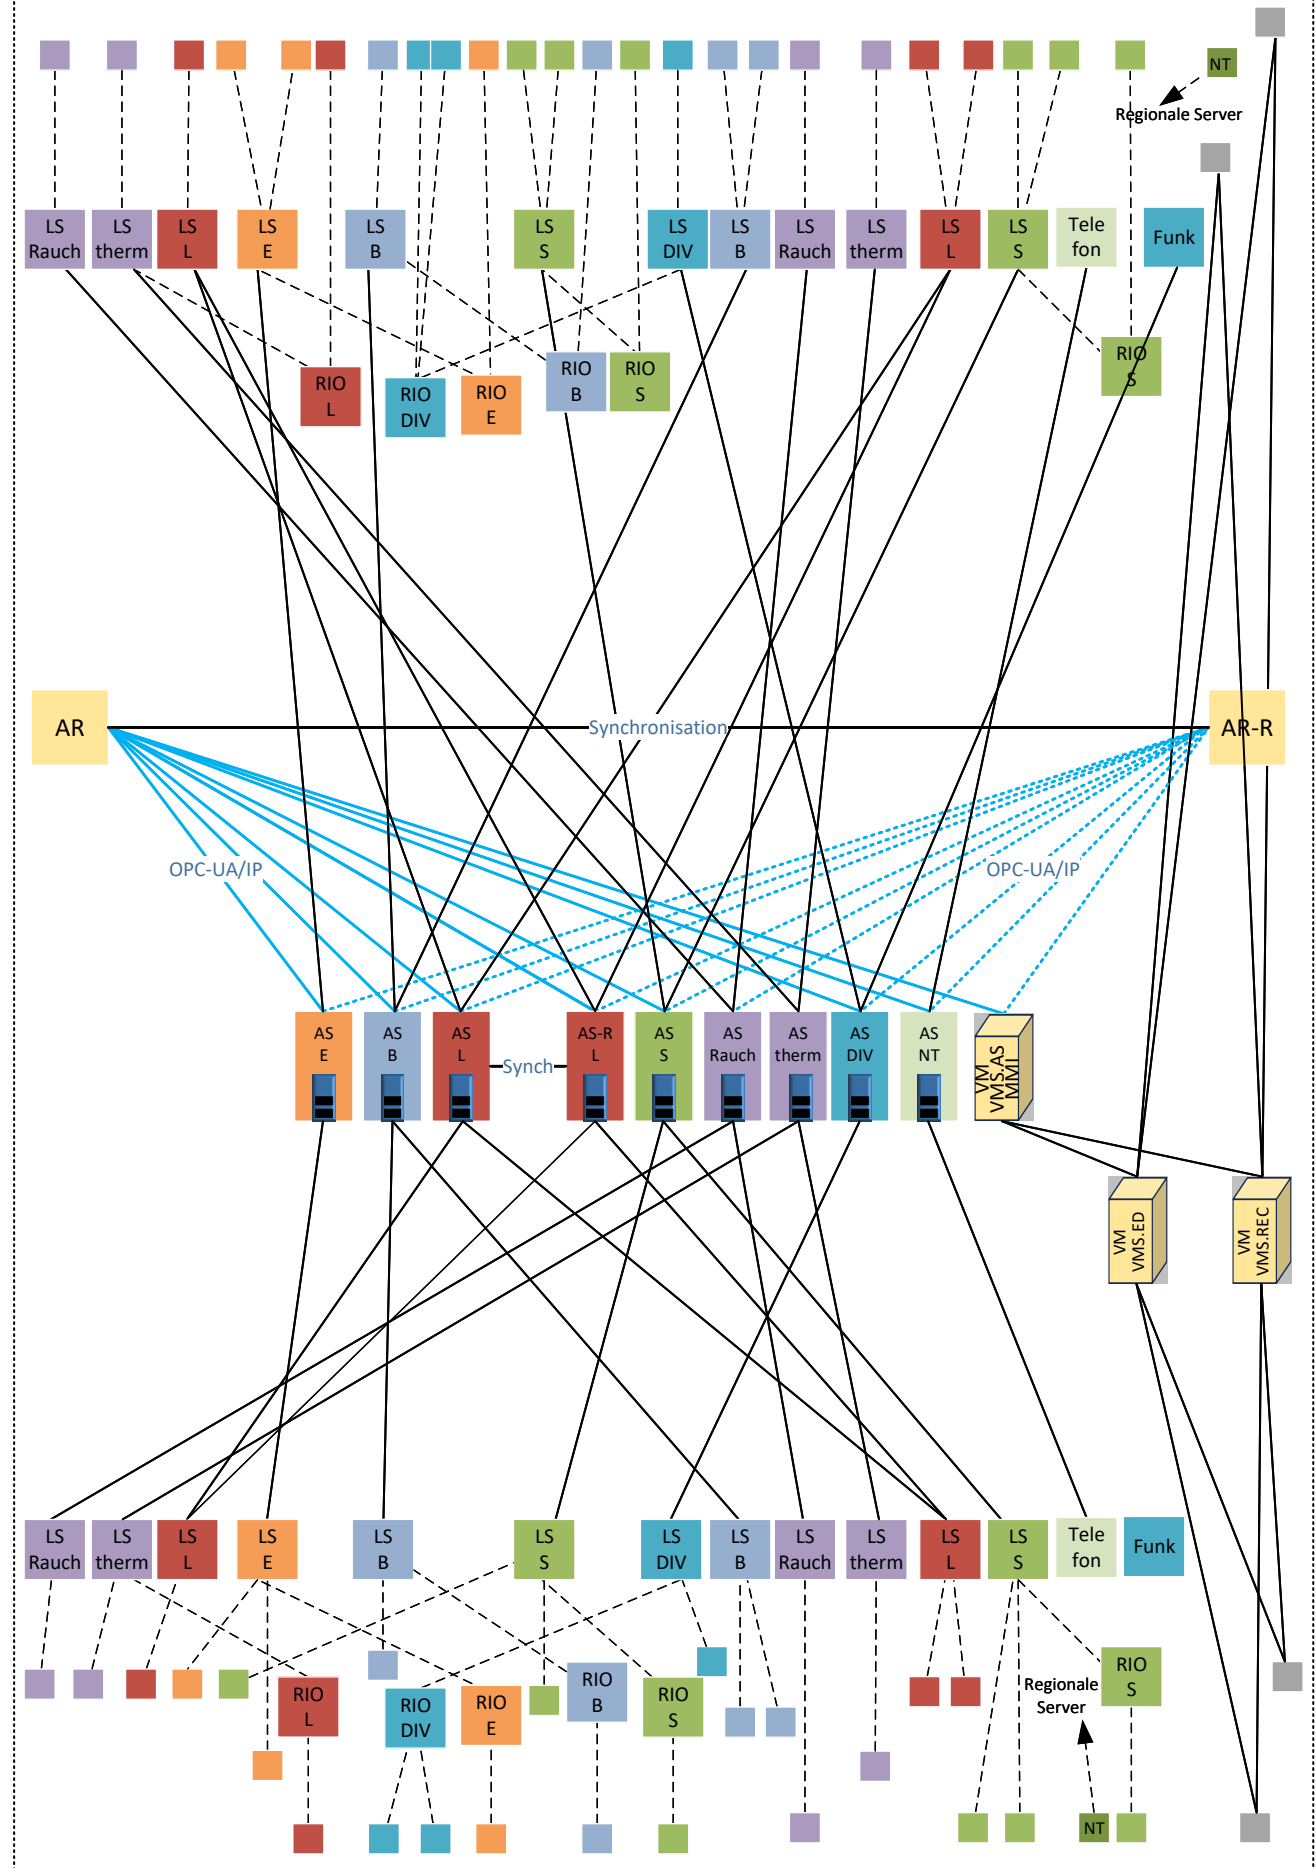 NT
Regionale Server
LS
Rauch
LS
therm
LS
L
LS
E
LS
B
LS
S
LS
DIV
LS
B
LS
Rauch
LS
therm
LS
L
LS
S
Tele
fon
Funk
RIO
L
RIO
DIV
RIO
E
RIO
B
RIO
S
RIO
S
AR
Synchronisation
AR-R
OPC-UA/IP
OPC-UA/IP
AS
E
AS
B
AS
L
Synch
AS-R
L
AS
S
AS
Rauch
AS
therm
AS
DIV
AS
NT
VM
VMS.AS
MMI
VM
VMS.ED
VM
VMS.REC
LS
Rauch
LS
therm
LS
L
LS
E
LS
B
LS
S
LS
DIV
LS
B
LS
Rauch
LS
therm
LS
L
LS
S
Tele
fon
Funk
RIO
L
RIO
DIV
RIO
E
RIO
B
RIO
S
Regionale
Server
RIO
S
NT